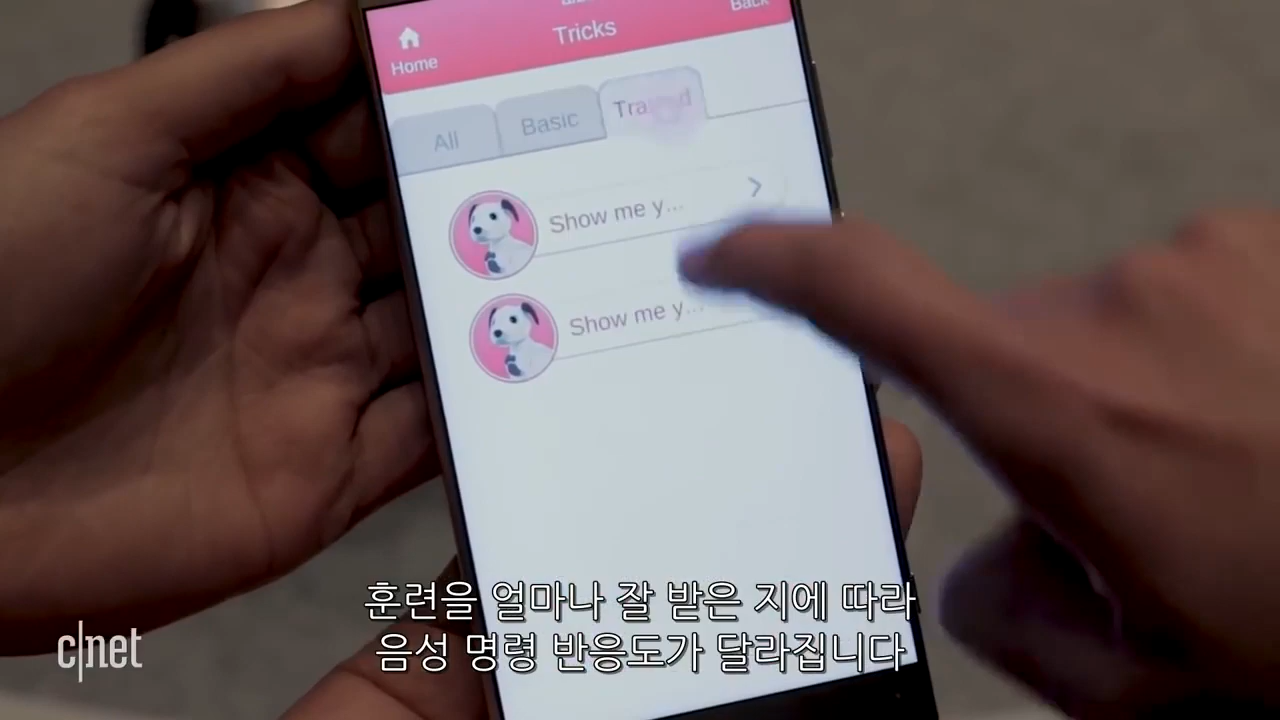 Home
Tricks
Back
All
Basic
Show me y...
Show me y...
훈련을 얼마나 잘 받은 지에 따라
음성 명령 반응도가 달라집니다
c|net